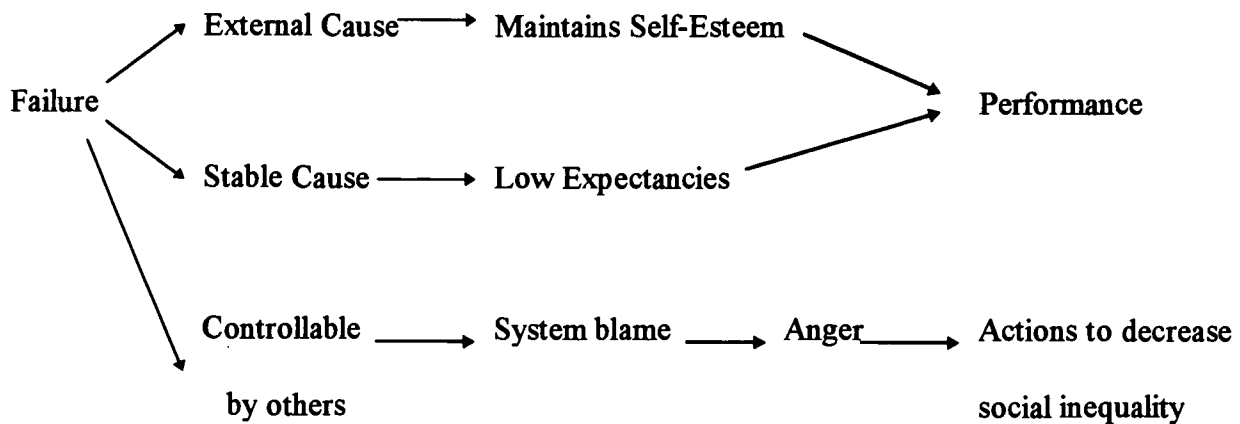 External Cause Maintains Self-Esteem
Failure Performance
Stable Cause Low Expectancies
Controllable System blame Anger Actions to decrease
by others social inequality